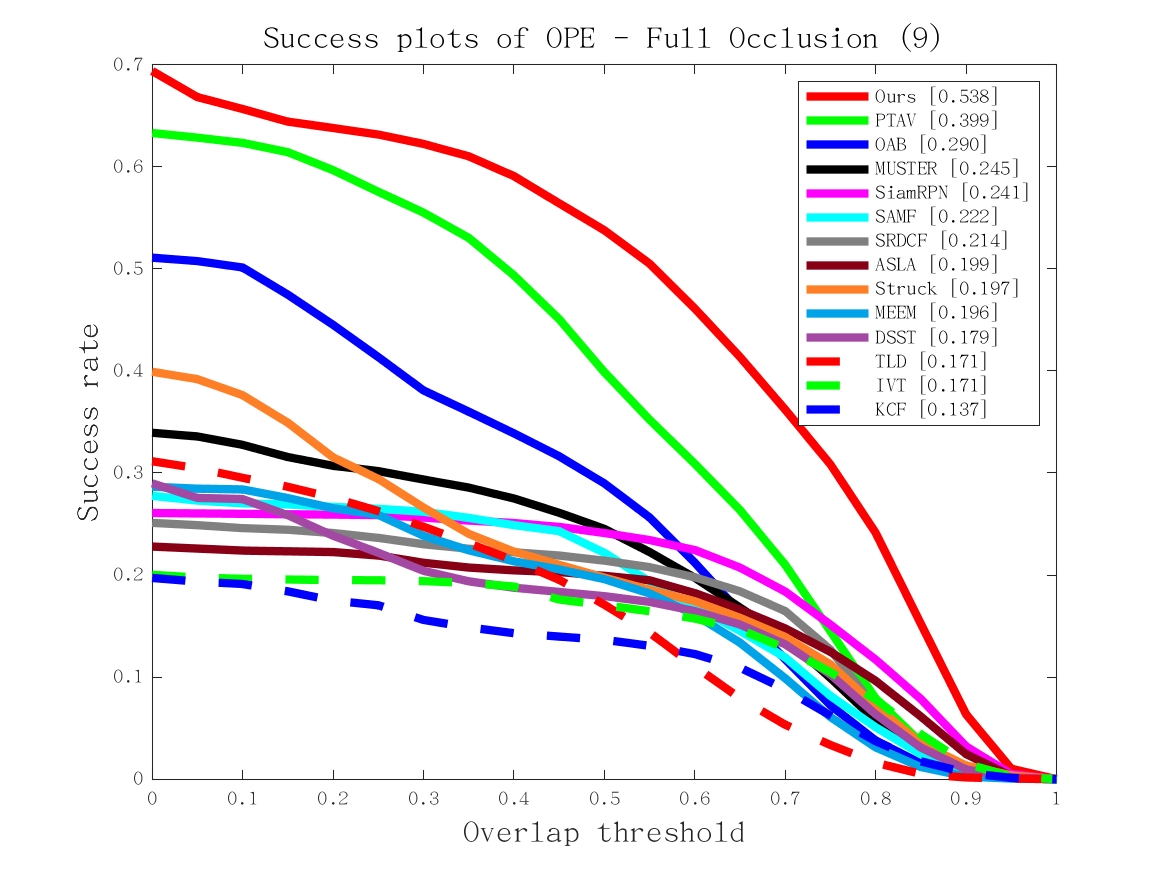 Success plots of OPE - Full Occlusion (9)
Success rate
0.7
0.6
0.5
0.4
0.3
0.2
0.1
0
0 0.1 0.2 0.3 0.4 0.5 0.6 0.7 0.8 0.9 1
Overlap threshold
Ours [0.538]
PTAV [0.399]
OAB [0.290]
MUSTER [0.245]
SiamRPN [0.241]
SAMF [0.222]
SRDCF [0.214]
ASLA [0.199]
Struck [0.197]
MEEM [0.196]
DSST [0.179]
TLD [0.171]
IVT [0.171]
KCF [0.137]